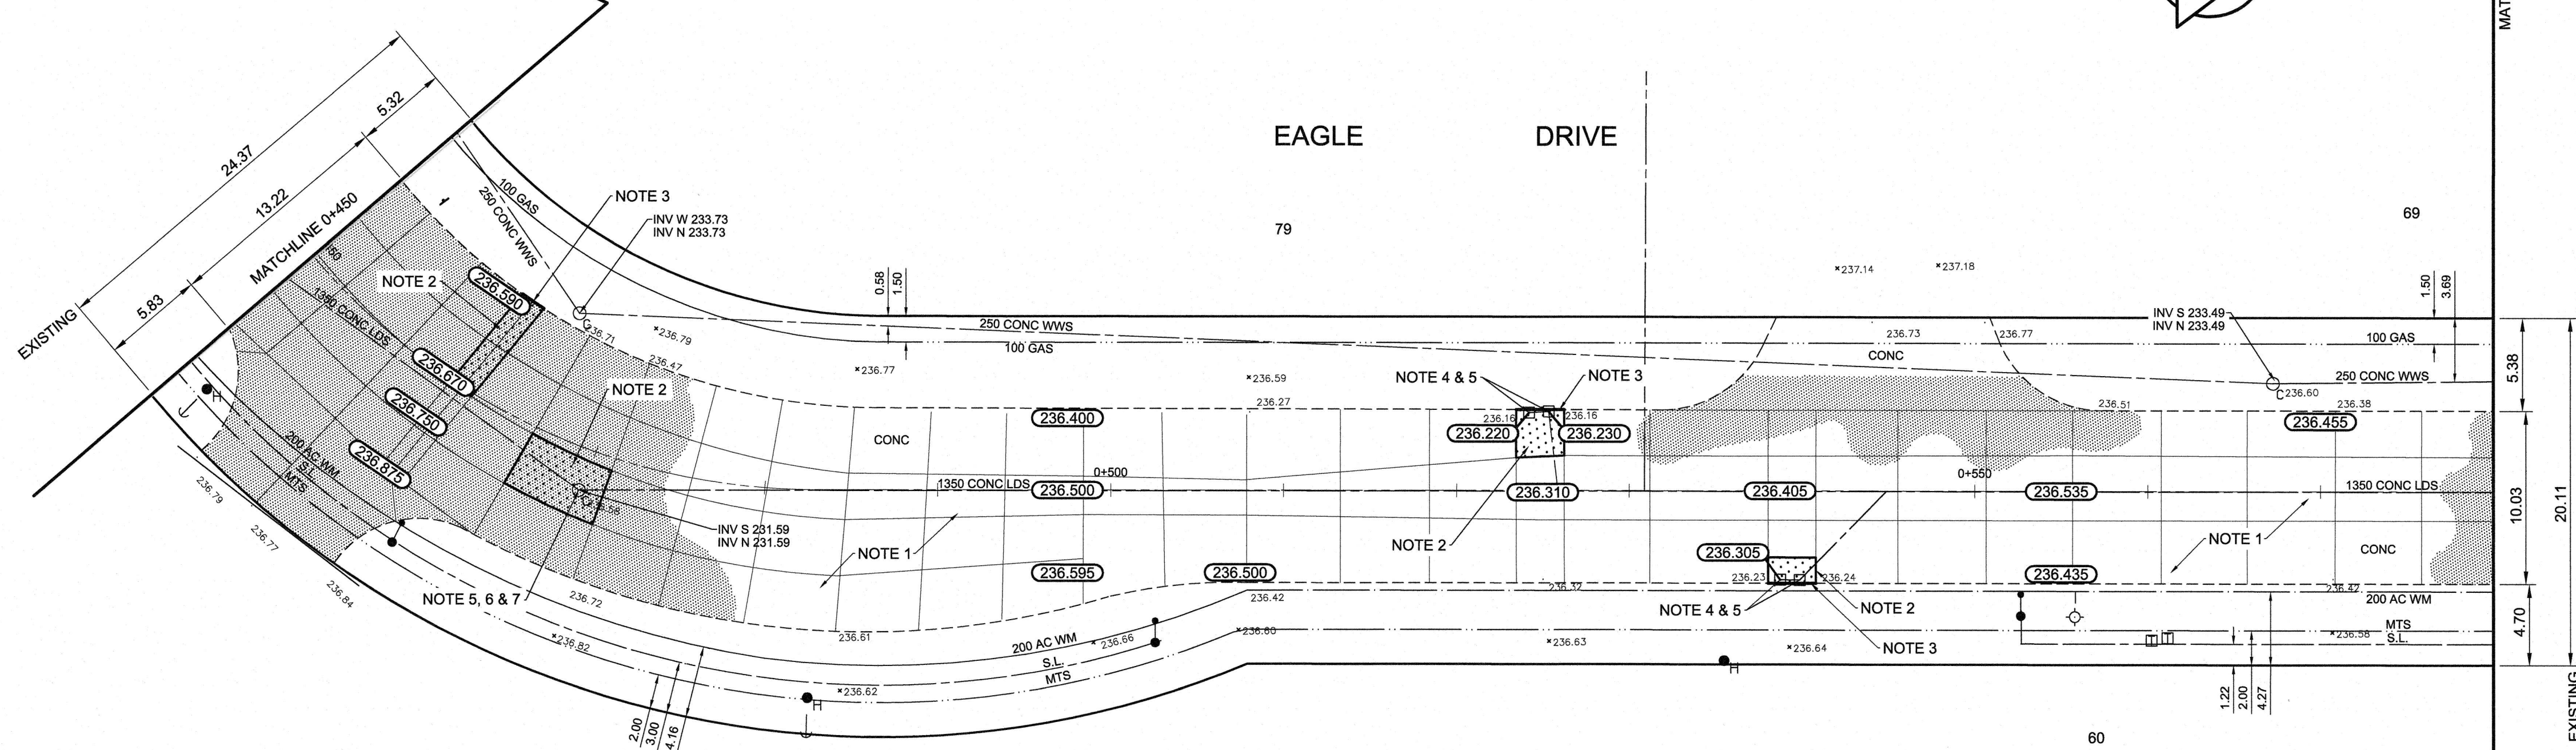 MAT
EAGLE DRIVE
5.32
24.37
13.22
5.83
EXISTING
MATCHLINE 0+450
100 GAS
250 CONC WWS
NOTE 3
INV W 233.73
INV N 233.73
79
69
NOTE 2
236.590
1350 CONC LDS
236.71
×236.79
236.47
236.670
NOTE 2
236.750
236.875
H
200 AC WM
S.L.
MTS
236.79
236.77
236.84
0.58
1.50
250 CONC WWS
100 GAS
×236.77
×236.59
236.27
×237.14
×237.18
236.73
236.77
CONC
INV S 233.49
INV N 233.49
1.50
3.69
100 GAS
250 CONC WWS
C 236.60
236.38
236.51
236.455
5.38
NOTE 4 & 5
NOTE 3
236.16
236.16
236.220
236.230
236.400
CONC
0+500
1350 CONC LDS
236.500
236.310
236.405
0+550
236.535
1350 CONC LDS
10.03
20.11
INV S 231.59
INV N 231.59
NOTE 1
NOTE 2
NOTE 1
CONC
236.595
236.500
236.305
236.435
236.23
236.24
236.32
236.42
236.42
200 AC WM
NOTE 5, 6 & 7
236.72
236.61
NOTE 4 & 5
NOTE 2
NOTE 3
×236.82
200 AC WM
×236.66
×236.60
×236.63
×236.64
S.L.
MTS
MTS
×236.58
S.L.
4.70
×236.62
H
H
2.00
3.00
4.16
1.22
2.00
4.27
60
EXISTING